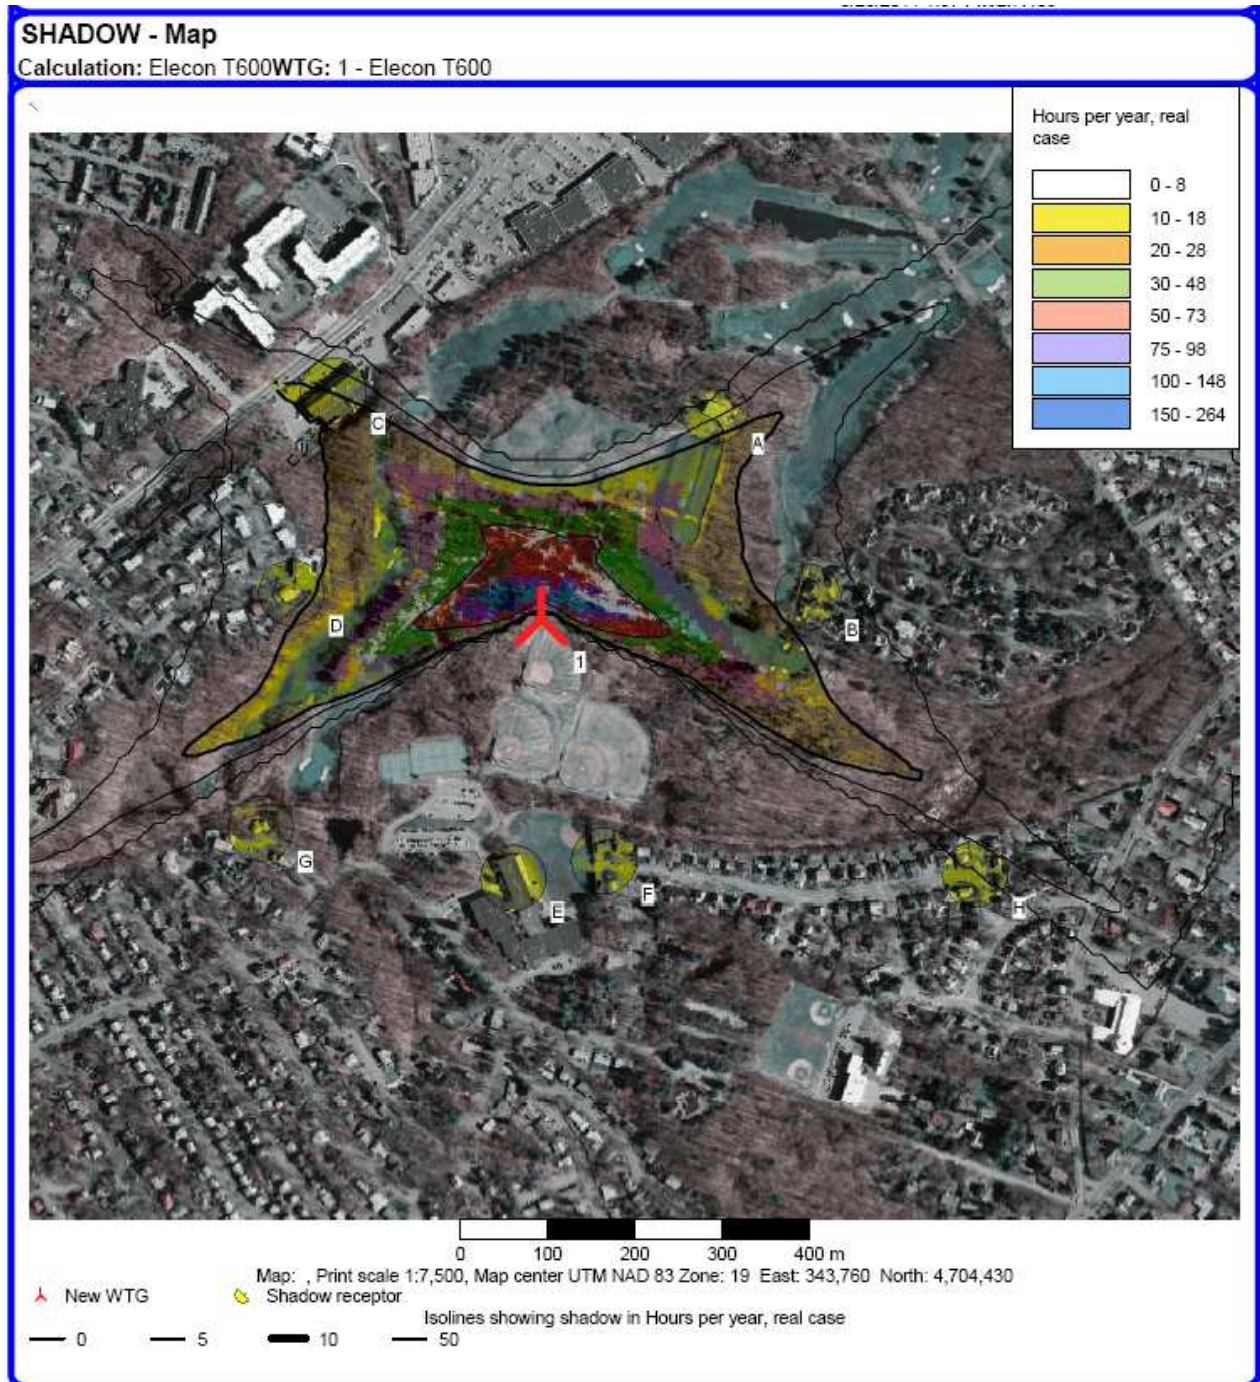 SHADOW - Map
Calculation: Elecon T600WTG: 1 - Elecon T600
Hours per year, real
case
0 - 8
10 - 18
20 - 28
30 - 48
50 - 73
75 - 98
100 - 148
150 - 264
C
A
D
B
1
G
E
F
H
0 100 200 300 400 m
Map: , Print scale 1:7,500, Map center UTM NAD 83 Zone: 19 East: 343,760 North: 4,704,430
New WTG Shadow receptor
Isolines showing shadow in Hours per year, real case
0 5 10 50